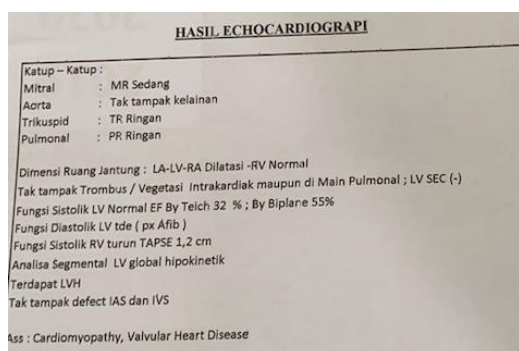 HASIL ECHOCARDIOGRAPI
Katup – Katup :
Mitral : MR Sedang
Aorta : Tak tampak kelainan
Trikuspid : TR Ringan
Pulmonal : PR Ringan
Dimensi Ruang Jantung : LA-LV-RA Dilatasi -RV Normal
Tak tampak Trombus / Vegetasi Intrakardiak maupun di Main Pulmonal ; LV SEC (-)
Fungsi Sistolik LV Normal EF By Teich 32 % ; By Biplane 55%
Fungsi Diastolik LV tde ( px Afib )
Fungsi Sistolik RV turun TAPSE 1,2 cm
Analisa Segmental LV global hipokinetik
Terdapat LVH
Tak tampak defect IAS dan IVS
Ass : Cardiomyopathy, Valvular Heart Disease